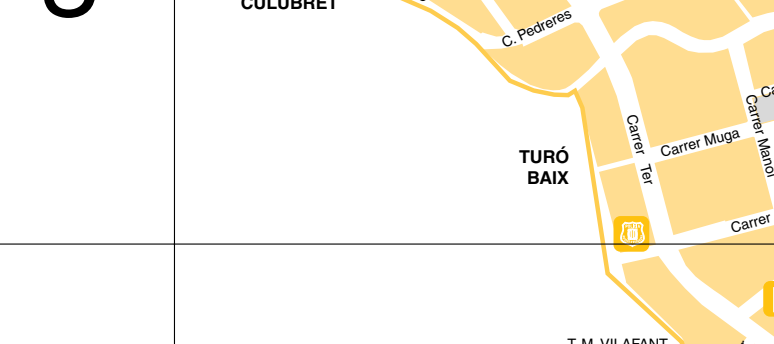 CULUBRET
C. Pedreres
Carrer Ter
Carrer Muga
Carrer Manol
TURÓ
BAIX
Carrer
T. M. VILAFANT